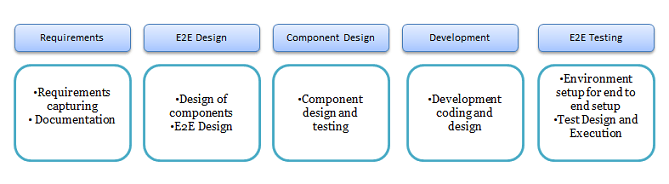 Requirements
E2E Design
Component Design
Development
E2E Testing
•Requirements
capturing
• Documentation
•Design of
components
•E2E Design
•Component
design and
testing
•Development
coding and
design
•Environment
setup for end to
end setup
•Test Design and
Execution